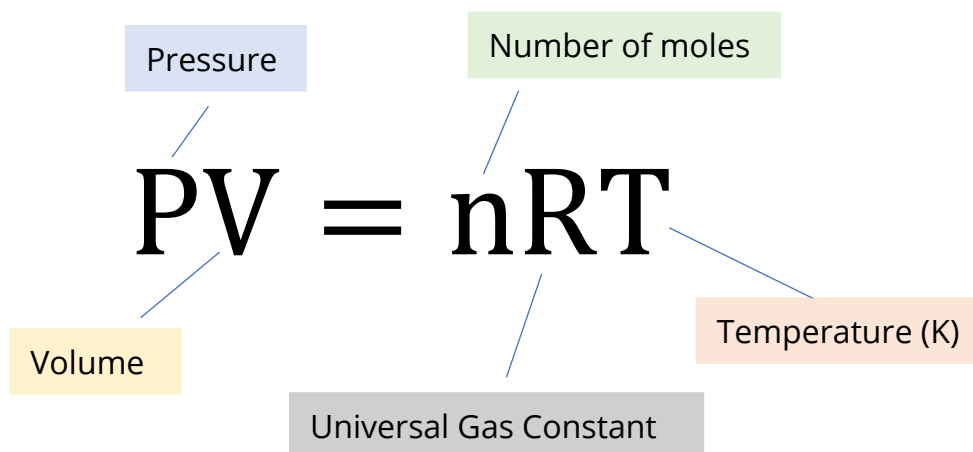 Pressure
Number of moles
PV = nRT
Volume
Temperature (K)
Universal Gas Constant